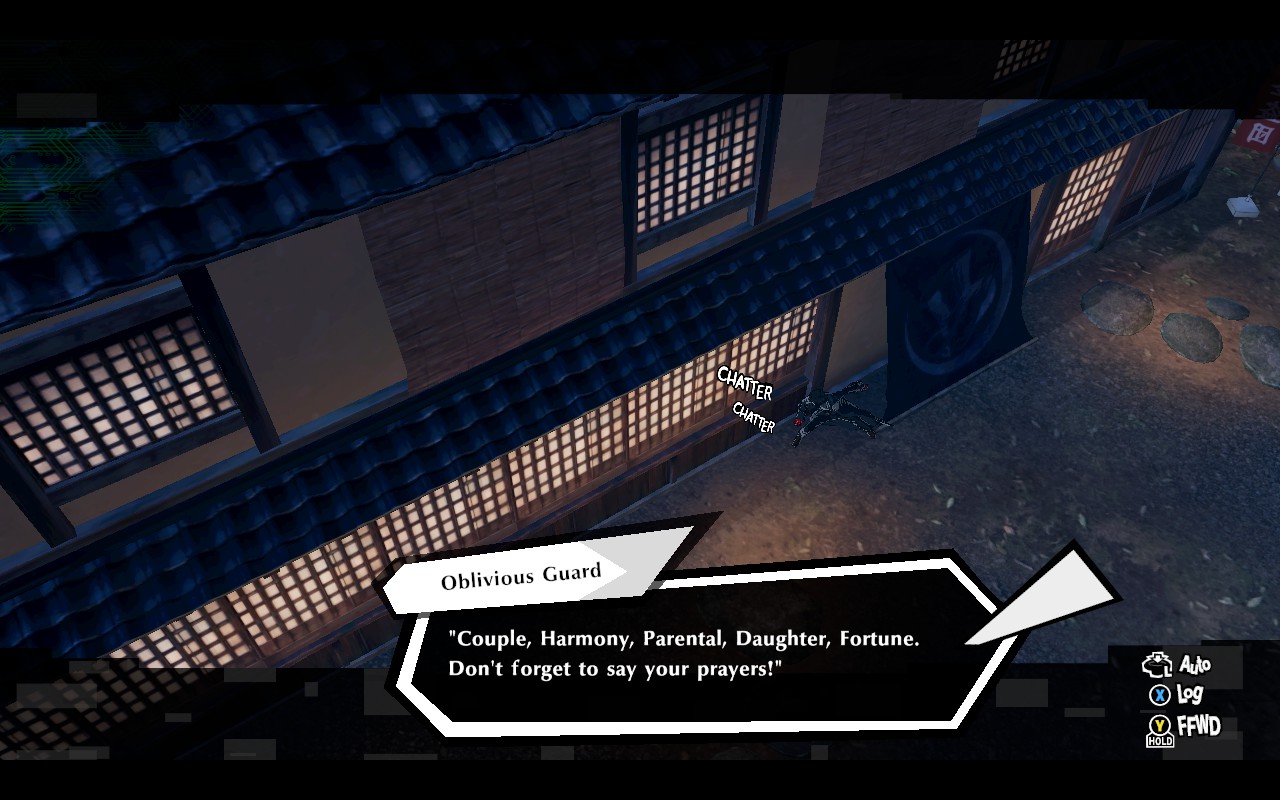 CHATTER
CHATTER
Oblivious Guard
"Couple, Harmony, Parental, Daughter, Fortune.
Don't forget to say your prayers!"
Auto
X Log
Y FFWD
HOLD